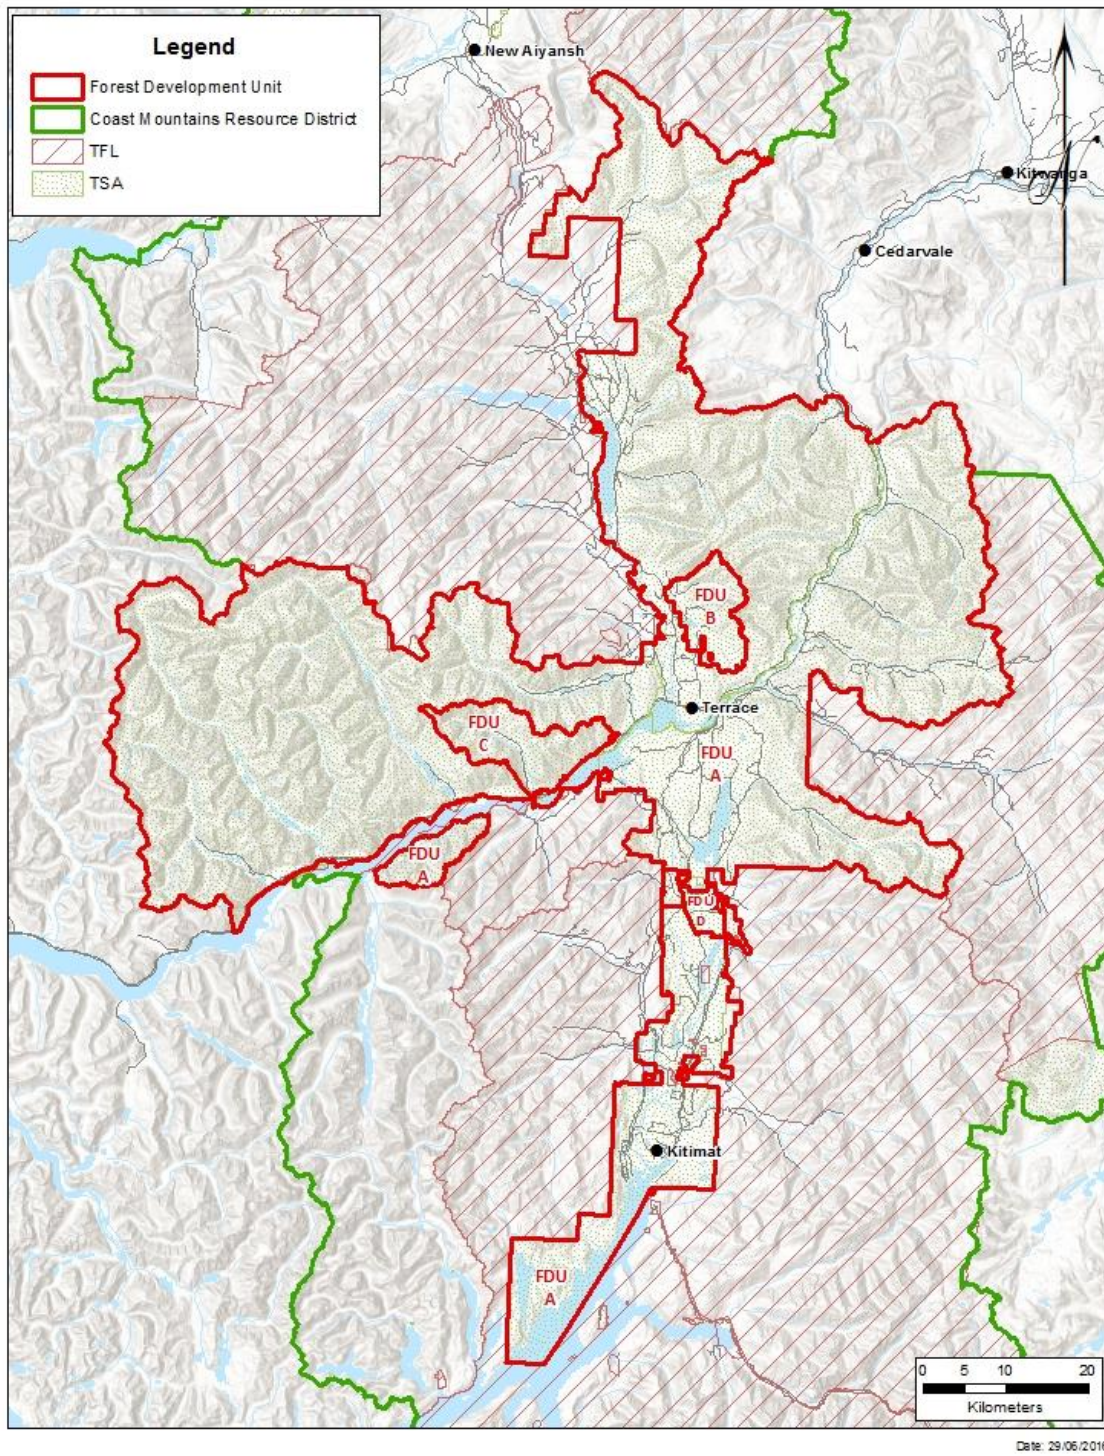 Legend
Forest Development Unit
Coast Mountains Resource District
TFL
TSA
New Aiyansh
Kitwanga
Cedarvale
FDU
B
Terrace
FDU
C
FDU
A
FDU
A
FDU
D
Kitimat
FDU
A
0 5 10 20
Kilometers